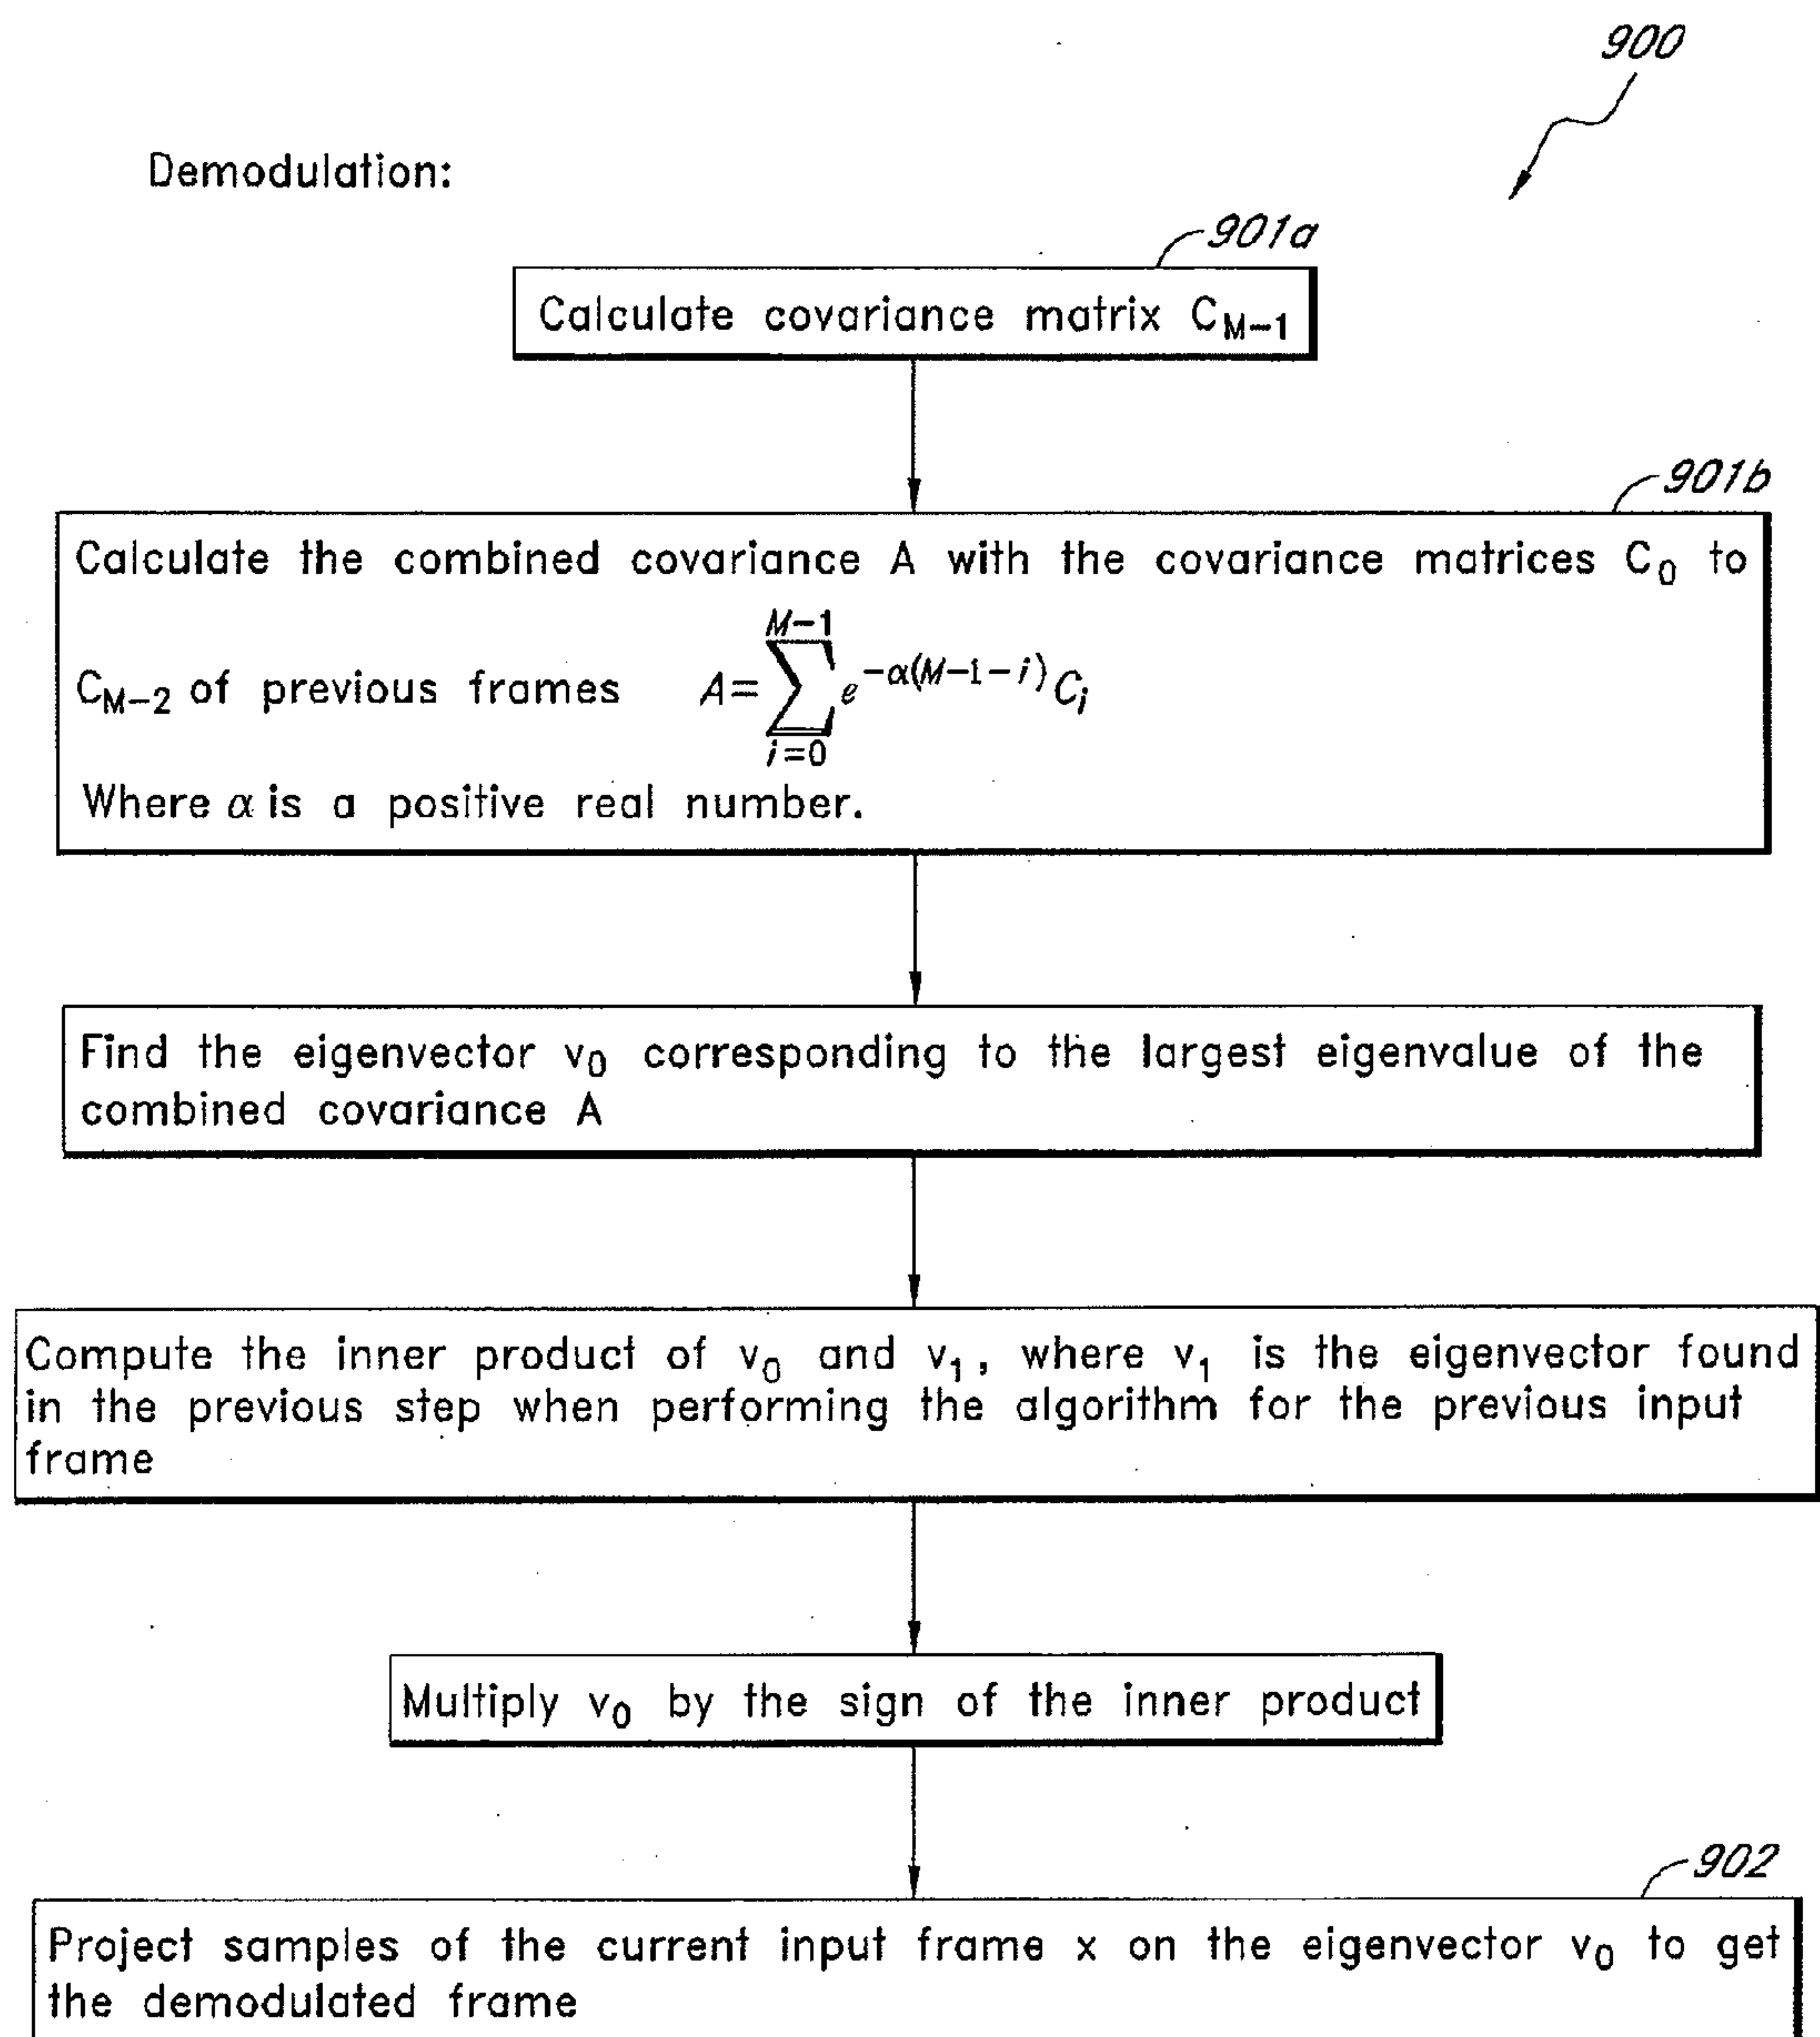 900
Demodulation:
901a
Calculate covariance matrix C_{M-1}
901b
Calculate the combined covariance A with the covariance matrices C_0 to
C_{M-2} of previous frames A=\sum_{i=0}^{M-1} e^{-α(M-1-i)} C_i
Where α is a positive real number.
Find the eigenvector v_0 corresponding to the largest eigenvalue of the
combined covariance A
Compute the inner product of v_0 and v_1, where v_1 is the eigenvector found
in the previous step when performing the algorithm for the previous input
frame
Multiply v_0 by the sign of the inner product
902
Project samples of the current input frame x on the eigenvector v_0 to get
the demodulated frame